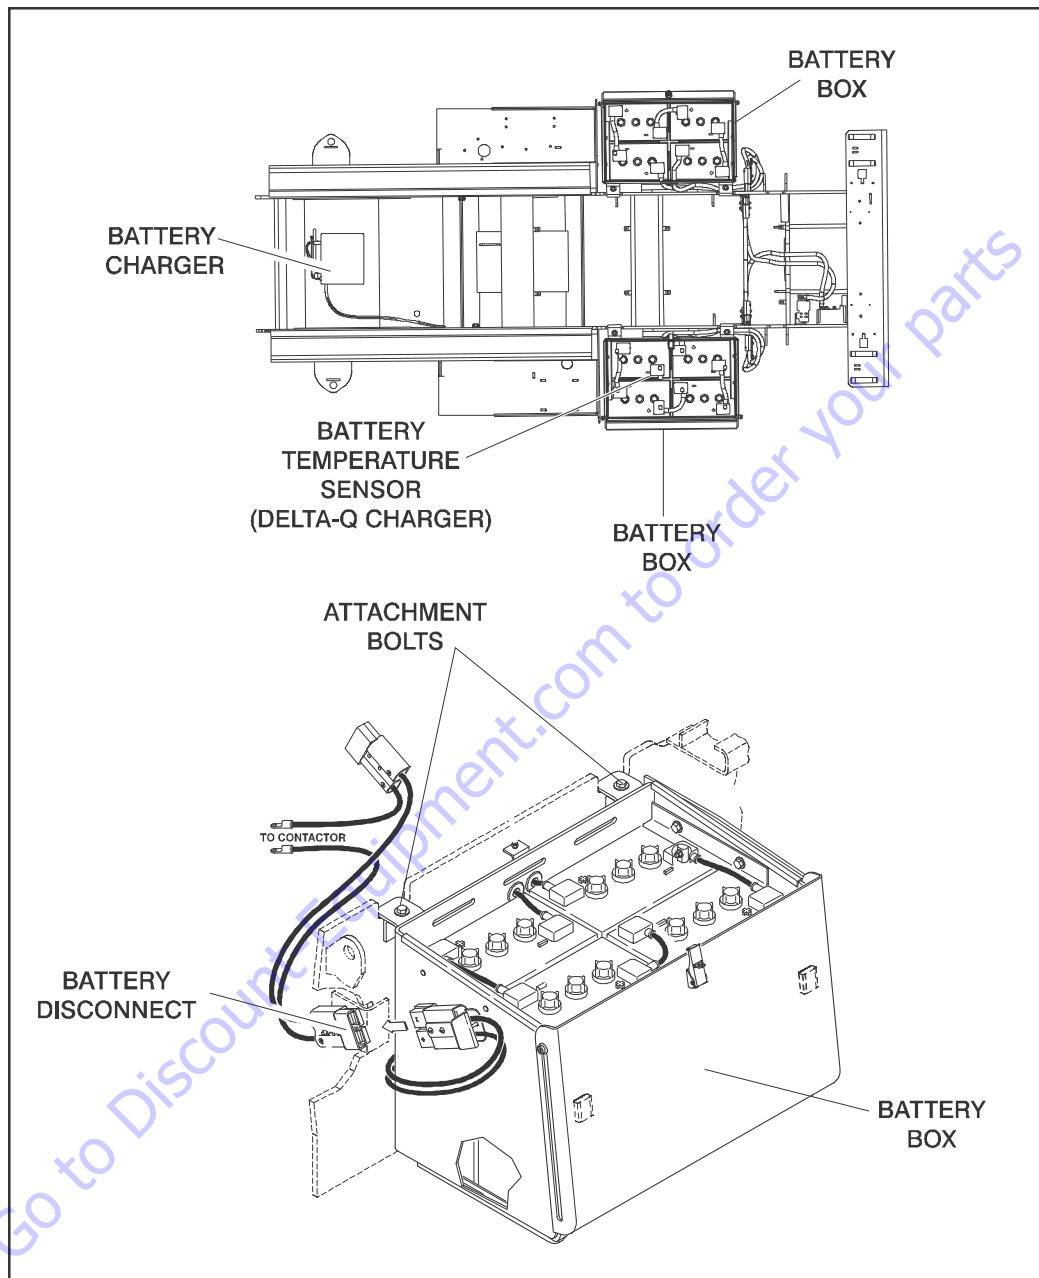 BATTERY
BOX
BATTERY
CHARGER
BATTERY
TEMPERATURE
SENSOR
(DELTA-Q CHARGER)
BATTERY
BOX
ATTACHMENT
BOLTS
TO CONTACTOR
BATTERY
DISCONNECT
BATTERY
BOX
Go to Discount-Equipment.com to order your parts